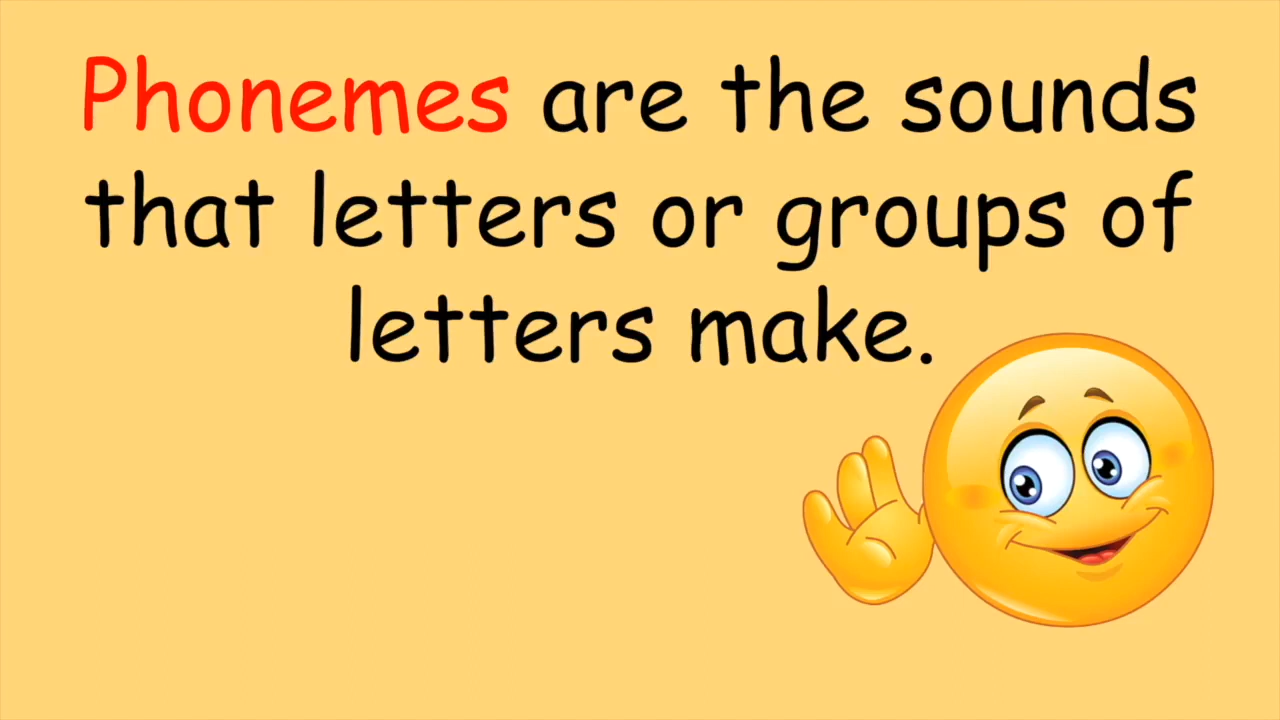 Phonemes are the sounds
that letters or groups of
letters make.